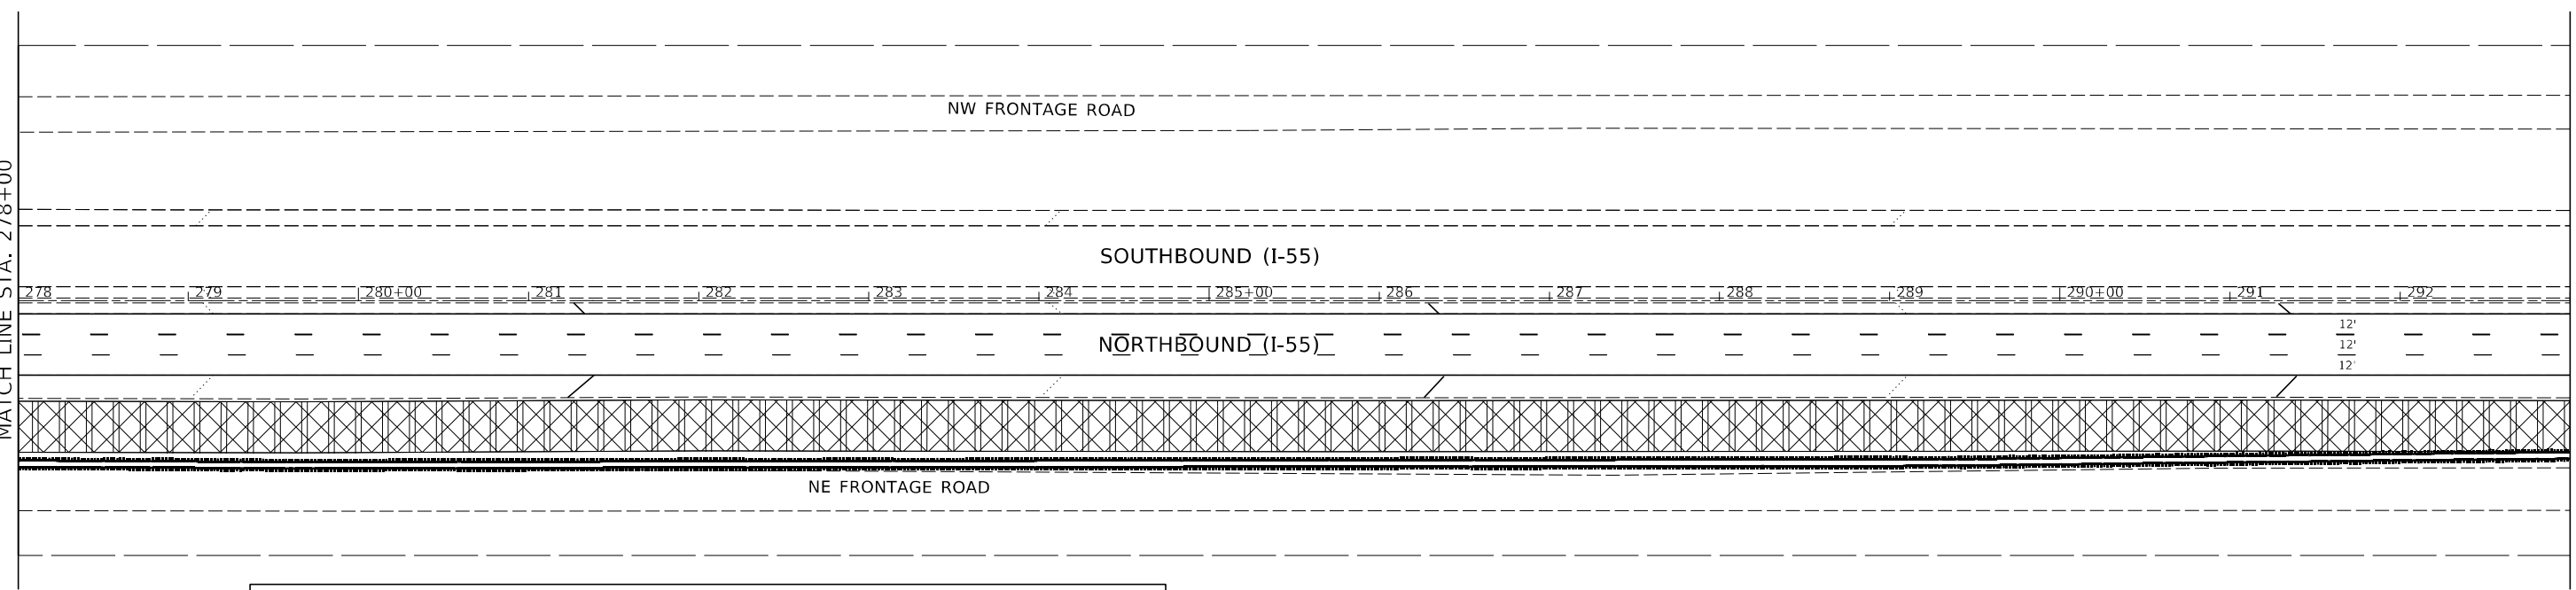 MATCH LINE STA. 278+00
NW FRONTAGE ROAD
SOUTHBOUND (I-55)
278 279 280+00 281 282 283 284 285+00 286 287 288 289 290+00 291 292
12'
NORTHBOUND (I-55) 12'
12'
NE FRONTAGE ROAD